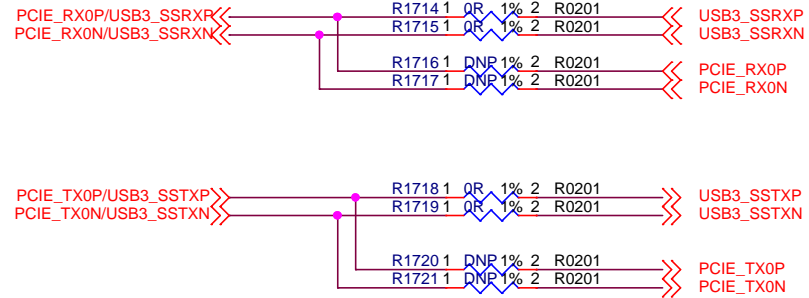 PCIE_RX0P/USB3_SSRXP R1714 1 0R 1% 2 R0201 USB3_SSRXP
PCIE_RX0N/USB3_SSRXN R1715 1 0R 1% 2 R0201 USB3_SSRXN
R1716 1 DNP 1% 2 R0201 PCIE_RX0P
R1717 1 DNP 1% 2 R0201 PCIE_RX0N
PCIE_TX0P/USB3_SSTXP R1718 1 0R 1% 2 R0201 USB3_SSTXP
PCIE_TX0N/USB3_SSTXN R1719 1 0R 1% 2 R0201 USB3_SSTXN
R1720 1 DNP 1% 2 R0201 PCIE_TX0P
R1721 1 DNP 1% 2 R0201 PCIE_TX0N